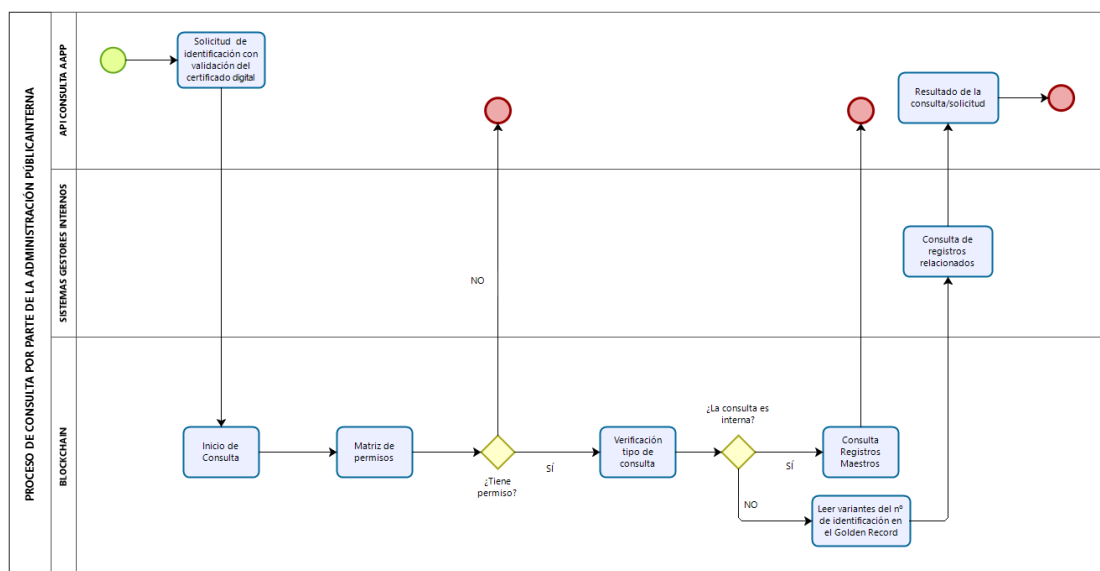 PROCESO DE CONSULTA POR PARTE DE LA ADMINISTRACIÓN PÚBLICAINTERNA
API CONSULTA AAPP
Solicitud de
identificación con
validación del
certificado digital
Resultado de la
consulta/solicitud
SISTEMAS GESTORES INTERNOS
Consulta de
registros
relacionados
NO
BLOCKCHAIN
Inicio de
Consulta
Matriz de
permisos
¿Tiene
permiso?
SÍ
Verificación
tipo de
consulta
¿La consulta es
interna?
SÍ
Consulta
Registros
Maestros
NO
Leer variantes del nº
de identificación en
el Golden Record